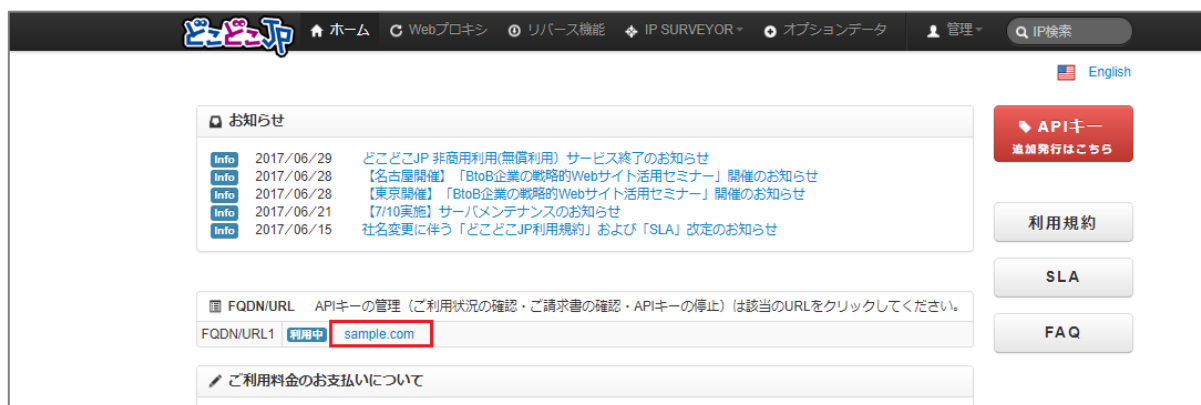 どこどこJP ホーム Webプロキシ リバース機能 IP SURVEYOR オプションデータ 管理 IP検索
English
お知らせ
APIキー
追加発行はこちら
Info 2017/06/29 どこどこJP 非商用利用(無償利用）サービス終了のお知らせ
Info 2017/06/28 【名古屋開催】「BtoB企業の戦略的Webサイト活用セミナー」開催のお知らせ
Info 2017/06/28 【東京開催】「BtoB企業の戦略的Webサイト活用セミナー」開催のお知らせ
Info 2017/06/21 【7/10実施】サーバメンテナンスのお知らせ
Info 2017/06/15 社名変更に伴う「どこどこJP利用規約」および「SLA」改定のお知らせ
利用規約
SLA
FAQ
FQDN/URL APIキーの管理（ご利用状況の確認・ご請求書の確認・APIキーの停止）は該当のURLをクリックしてください。
FQDN/URL1 利用中 sample.com
ご利用料金のお支払いについて